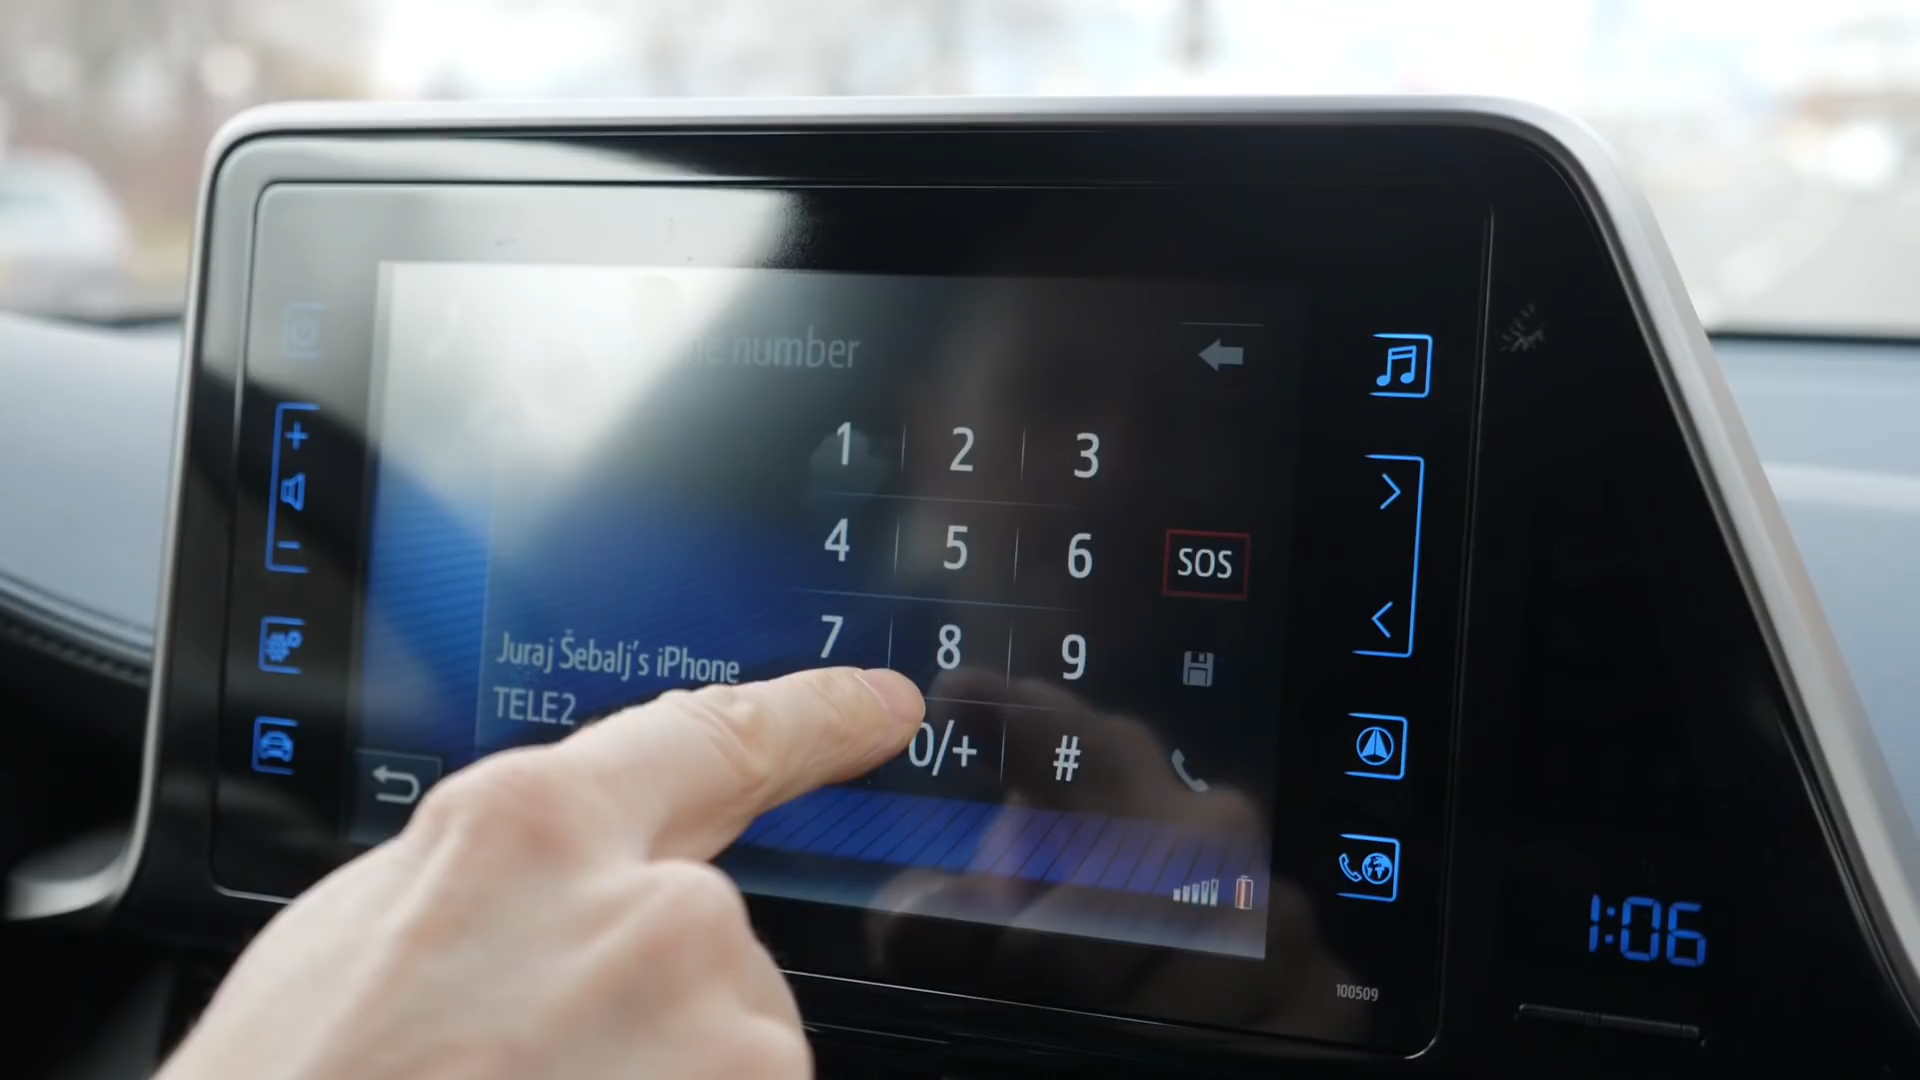 number
1 2 3
4 5 6
SOS
7 8 9
Juraj Šebalj's iPhone
TELE2
0/+ #
1:06
100509